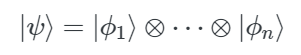 |ψ⟩ = |ϕ₁⟩ ⊗ ⋯ ⊗ |ϕₙ⟩